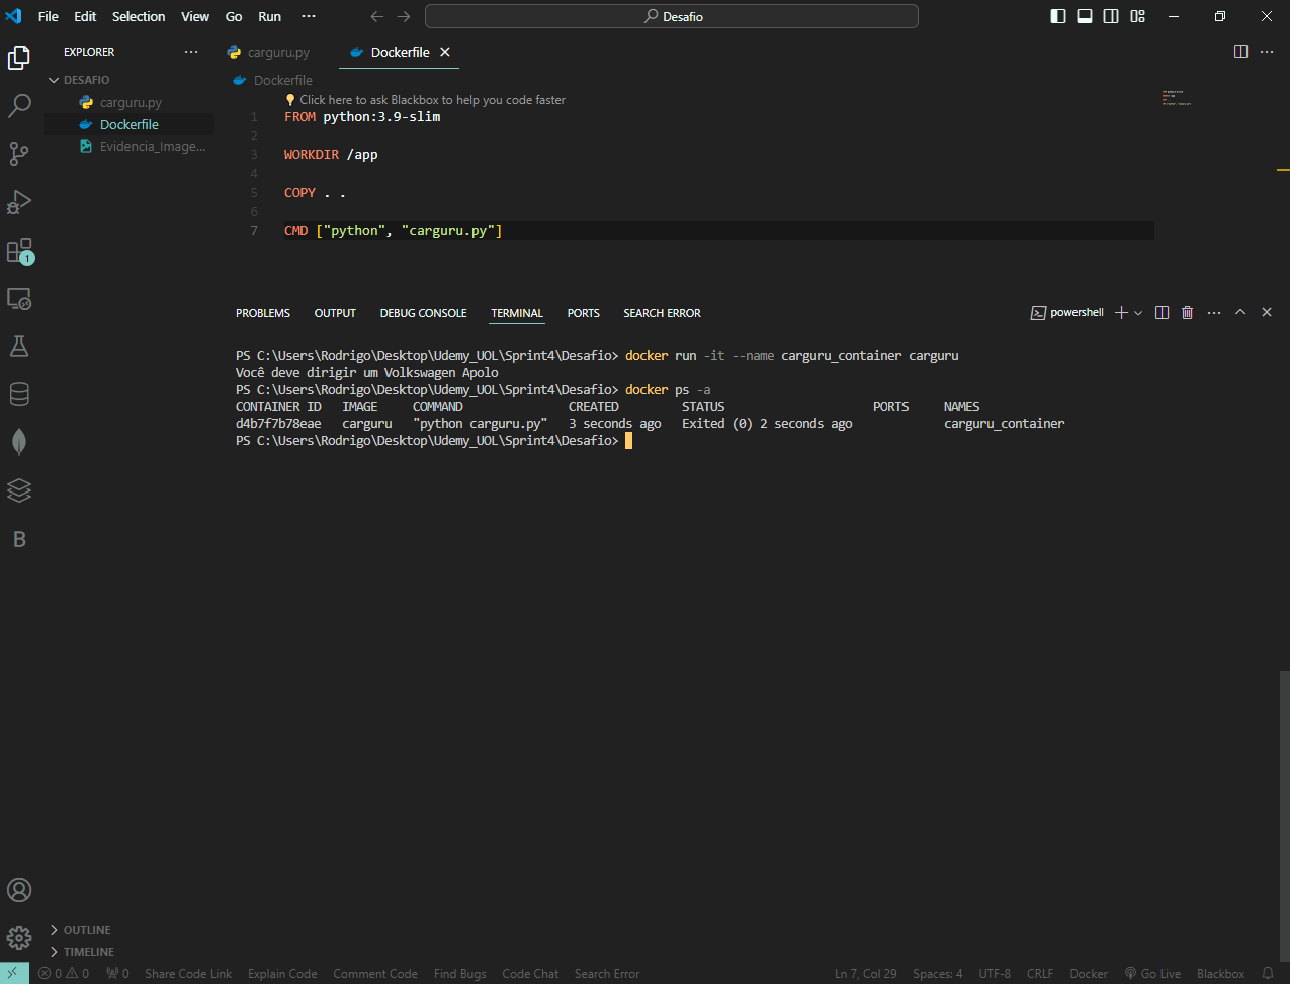 File Edit Selection View Go Run ··· Desafio
EXPLORER ···
DESAFIO
carguru.py
Dockerfile
Evidencia_Image...
1
B
OUTLINE
TIMELINE
carguru.py Dockerfile
Dockerfile
Click here to ask Blackbox to help you code faster
1 FROM python:3.9-slim
2
3 WORKDIR /app
4
5 COPY . .
6
7 CMD ["python", "carguru.py"]
PROBLEMS OUTPUT DEBUG CONSOLE TERMINAL PORTS SEARCH ERROR powershell
PS C:\Users\Rodrigo\Desktop\Udemy_UOL\Sprint4\Desafio> docker run -it --name carguru_container carguru
Você deve dirigir um Volkswagen Apolo
PS C:\Users\Rodrigo\Desktop\Udemy_UOL\Sprint4\Desafio> docker ps -a
CONTAINER ID IMAGE COMMAND CREATED STATUS PORTS NAMES
d4b7f7b78eae carguru "python carguru.py" 3 seconds ago Exited (0) 2 seconds ago carguru_container
PS C:\Users\Rodrigo\Desktop\Udemy_UOL\Sprint4\Desafio>
0 0 0 Share Code Link Explain Code Comment Code Find Bugs Code Chat Search Error Ln 7, Col 29 Spaces: 4 UTF-8 CRLF Docker Go Live Blackbox